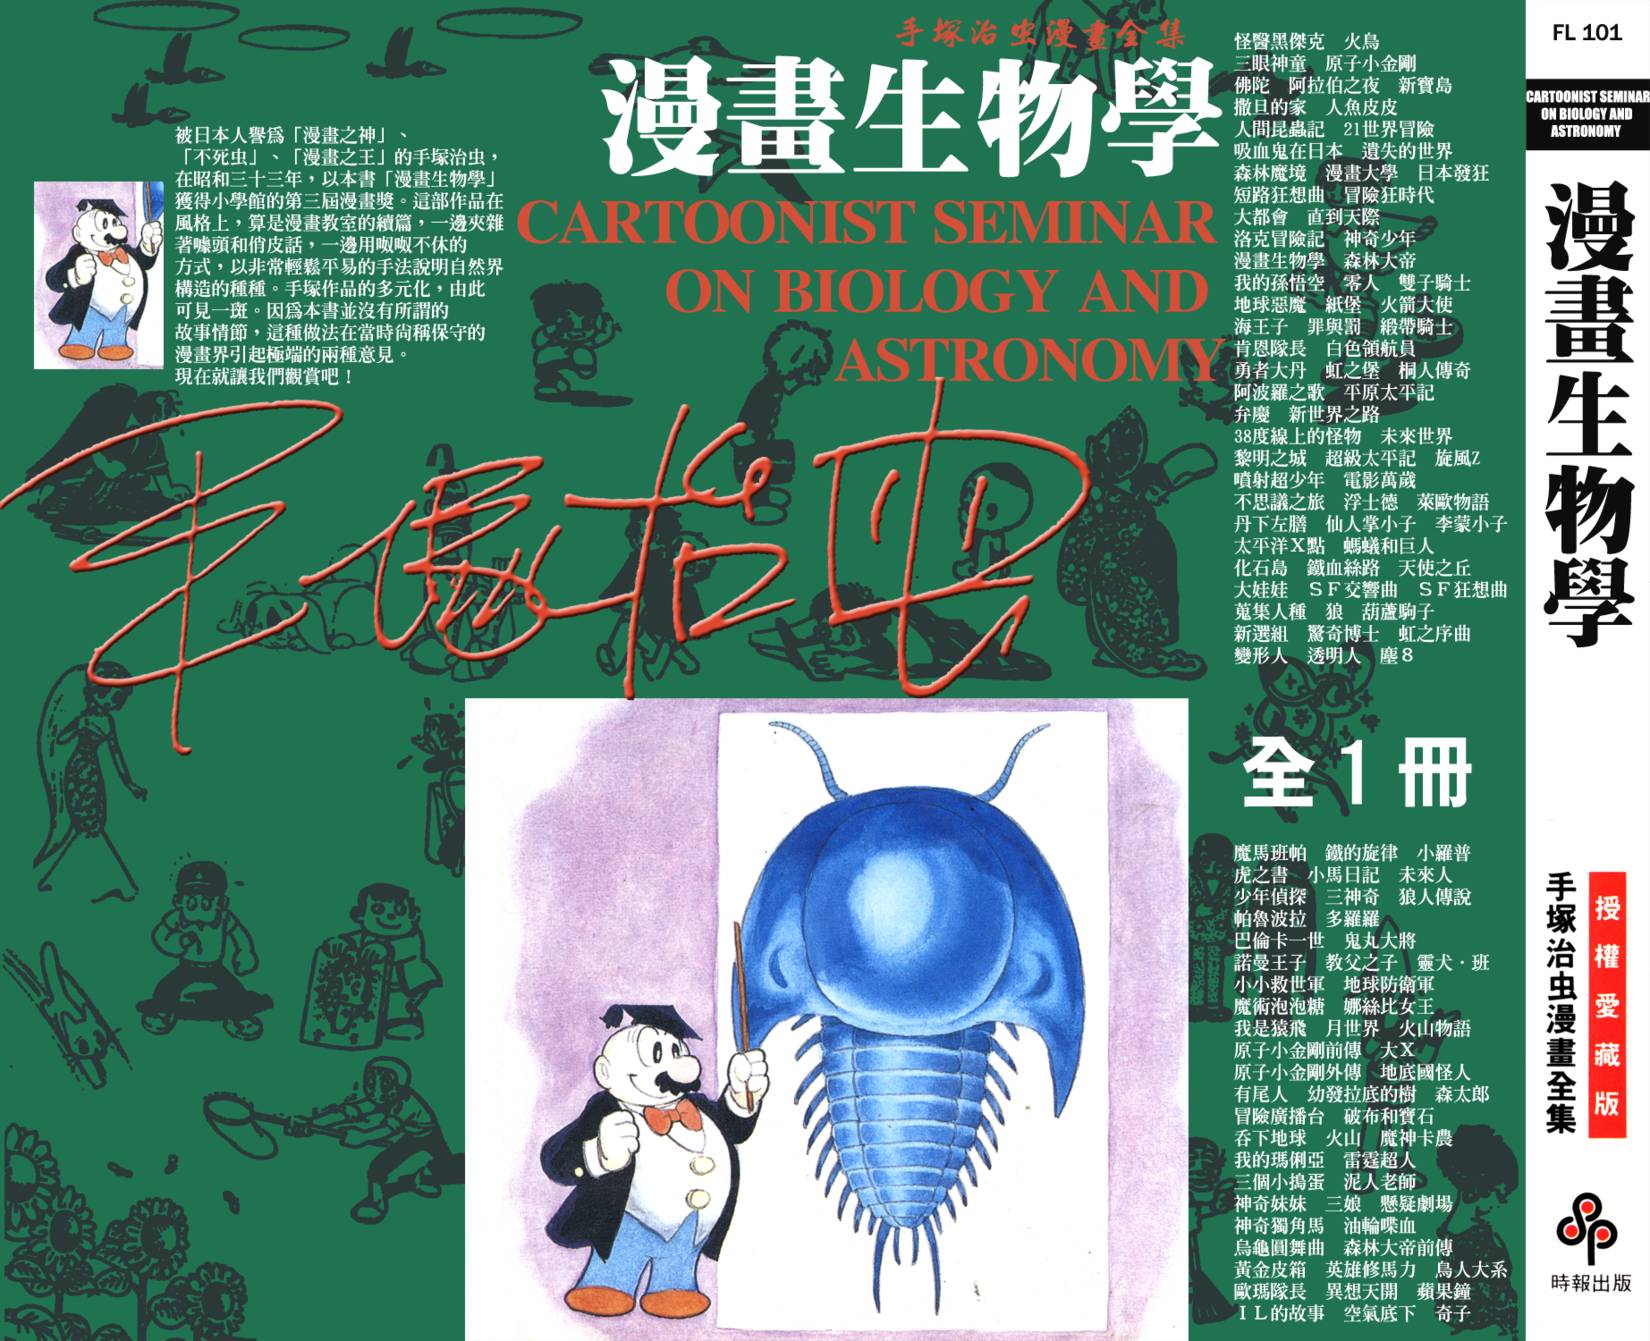 手塚治虫漫畫全集
漫畫生物學
CARTOONIST SEMINAR
ON BIOLOGY AND
ASTRONOMY
被日本人譽爲「漫畫之神」、
「不死虫」、「漫畫之王」的手塚治虫，
在昭和三十三年，以本書「漫畫生物學」
獲得小學館的第三屆漫畫獎。這部作品在
風格上，算是漫畫教室的續篇，一邊夾雜
著噱頭和俏皮話，一邊用呶呶不休的
方式，以非常輕鬆平易的手法說明自然界
構造的種種。手塚作品的多元化，由此
可見一斑。因爲本書並沒有所謂的
故事情節，這種做法在當時尚稱保守的
漫畫界引起極端的兩種意見。
現在就讓我們觀賞吧！
手塚治虫
怪醫黑傑克　火鳥
三眼神童　原子小金剛
佛陀　阿拉伯之夜　新寶島
撒旦的家　人魚皮皮
人間昆蟲記　21世界冒險
吸血鬼在日本　遺失的世界
森林魔境　漫畫大學　日本發狂
短路狂想曲　冒險狂時代
大都會　直到天際
洛克冒險記　神奇少年
漫畫生物學　森林大帝
我的孫悟空　零人　雙子騎士
地球惡魔　紙堡　火箭大使
海王子　罪與罰　緞帶騎士
肯恩隊長　白色領航員
勇者大丹　虹之堡　桐人傳奇
阿波羅之歌　平原太平記
弁慶　新世界之路
38度線上的怪物　未來世界
黎明之城　超級太平記　旋風Z
噴射超少年　電影萬歲
不思議之旅　浮士德　萊歐物語
丹下左膳　仙人掌小子　李蒙小子
太平洋X點　螞蟻和巨人
化石島　鐵血絲路　天使之丘
大娃娃　ＳＦ交響曲　ＳＦ狂想曲
蒐集人種　狼　葫蘆駒子
新選組　驚奇博士　虹之序曲
變形人　透明人　塵８
全1冊
魔馬班帕　鐵的旋律　小羅普
虎之書　小馬日記　未來人
少年偵探　三神奇　狼人傳說
帕魯波拉　多羅羅
巴倫卡一世　鬼丸大將
諾曼王子　教父之子　靈犬·班
小小救世軍　地球防衛軍
魔術泡泡糖　娜絲比女王
我是猿飛　月世界　火山物語
原子小金剛前傳　大Ｘ
原子小金剛外傳　地底國怪人
有尾人　幼發拉底的樹　森太郎
冒險廣播台　破布和寶石
吞下地球　火山　魔神卡農
我的瑪俐亞　雷霆超人
三個小搗蛋　泥人老師
神奇妹妹　三娘　懸疑劇場
神奇獨角馬　油輪喋血
烏龜圓舞曲　森林大帝前傳
黃金皮箱　英雄修馬力　鳥人大系
歐瑪隊長　異想天開　蘋果鐘
ＩＬ的故事　空氣底下　奇子
FL 101
CARTOONIST SEMINAR
ON BIOLOGY AND
ASTRONOMY
漫畫生物學
手塚治虫漫畫全集
授權愛藏版
時報出版